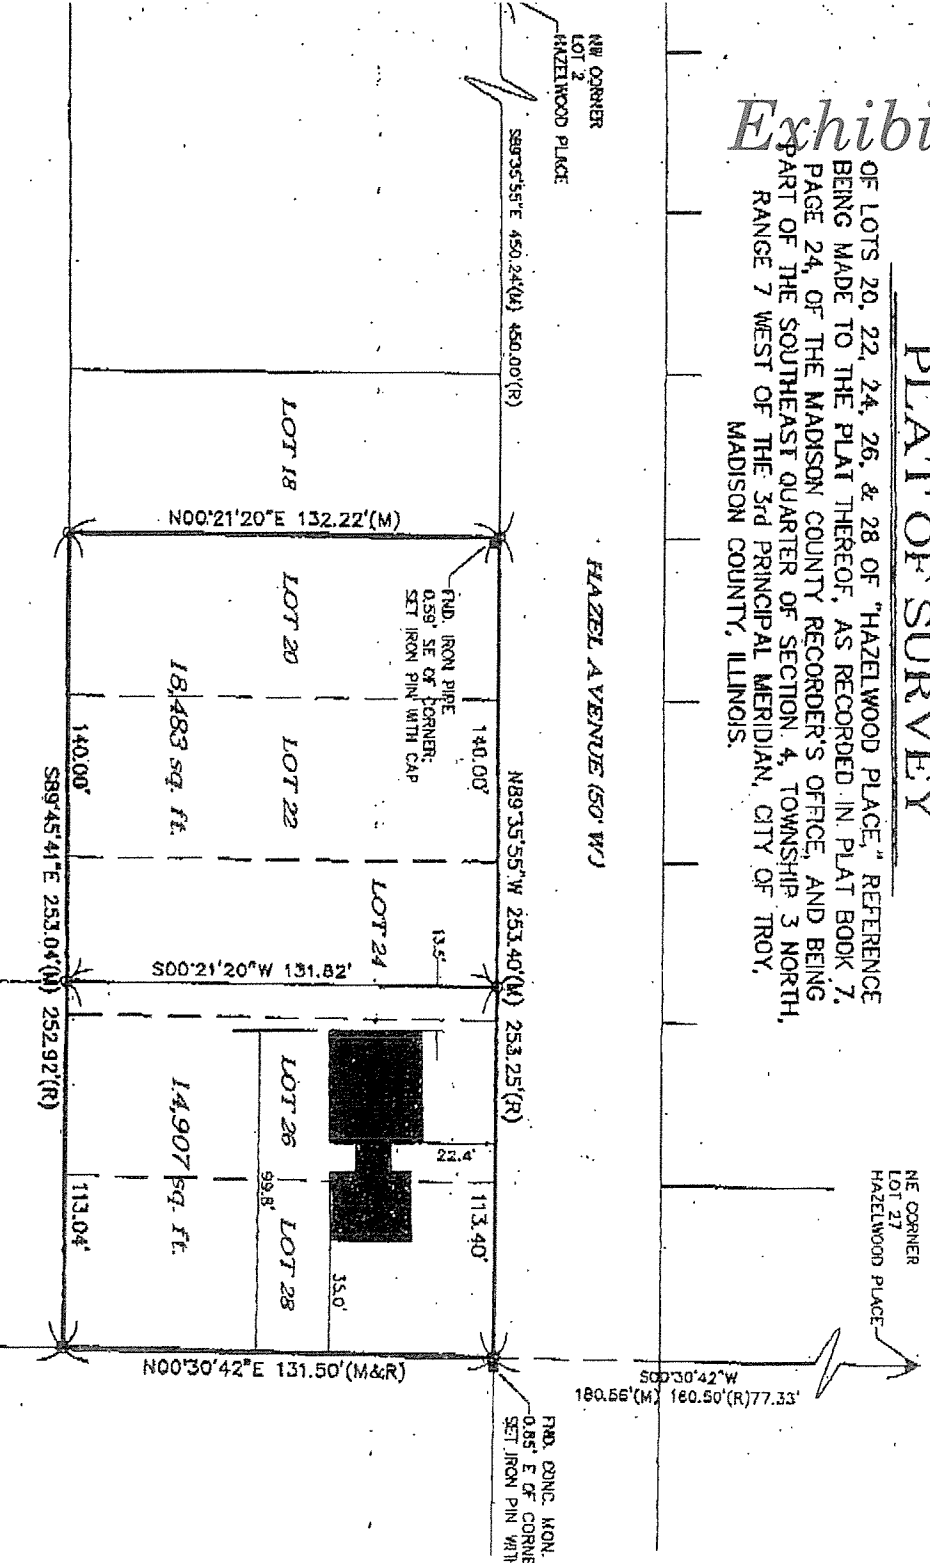 Exhibi
PLAT OF SURVEY
OF LOTS 20, 22, 24, 26, & 28 OF "HAZELWOOD PLACE," REFERENCE
BEING MADE TO THE PLAT THEREOF, AS RECORDED IN PLAT BOOK 7,
PAGE 24, OF THE MADISON COUNTY RECORDER'S OFFICE, AND BEING
PART OF THE SOUTHEAST QUARTER OF SECTION 4, TOWNSHIP 3 NORTH,
RANGE 7 WEST OF THE 3rd PRINCIPAL MERIDIAN, CITY OF TROY,
MADISON COUNTY, ILLINOIS.
NE CORNER
LOT 27
HAZELWOOD PLACE
NW CORNER
LOT 2
HAZELWOOD PLACE
S00°30'42"W
180.56'(M) 180.50'(R)77.33'
HAZEL AVENUE (50' W)
S89°35'55"E 450.24'(M) 450.00'(R)
N89°35'55"W 253.40'(M) 253.25'(R)
140.00'
113.40'
FND. IRON PIPE
0.59' SE OF CORNER;
SET IRON PIN WITH CAP
FND. CONC. MON.
0.85' E OF CORNE
SET IRON PIN WITH
13.5'
22.4'
LOT 18
N00°21'20"E 132.22'(M)
LOT 20
LOT 22
LOT 24
S00°21'20"W 131.82'
LOT 26
LOT 28
35.0'
99.8'
N00°30'42"E 131.50'(M&R)
18,483 sq. ft.
14,907 sq. ft.
140.00'
113.04'
S89°45'41"E 253.04'(M) 252.92'(R)